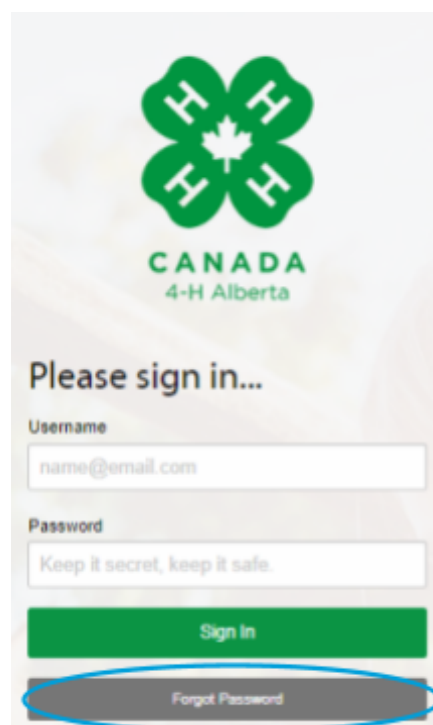 H H
H H
CANADA
4-H Alberta
Please sign in...
Username
name@email.com
Password
Keep it secret, keep it safe.
Sign In
Forgot Password